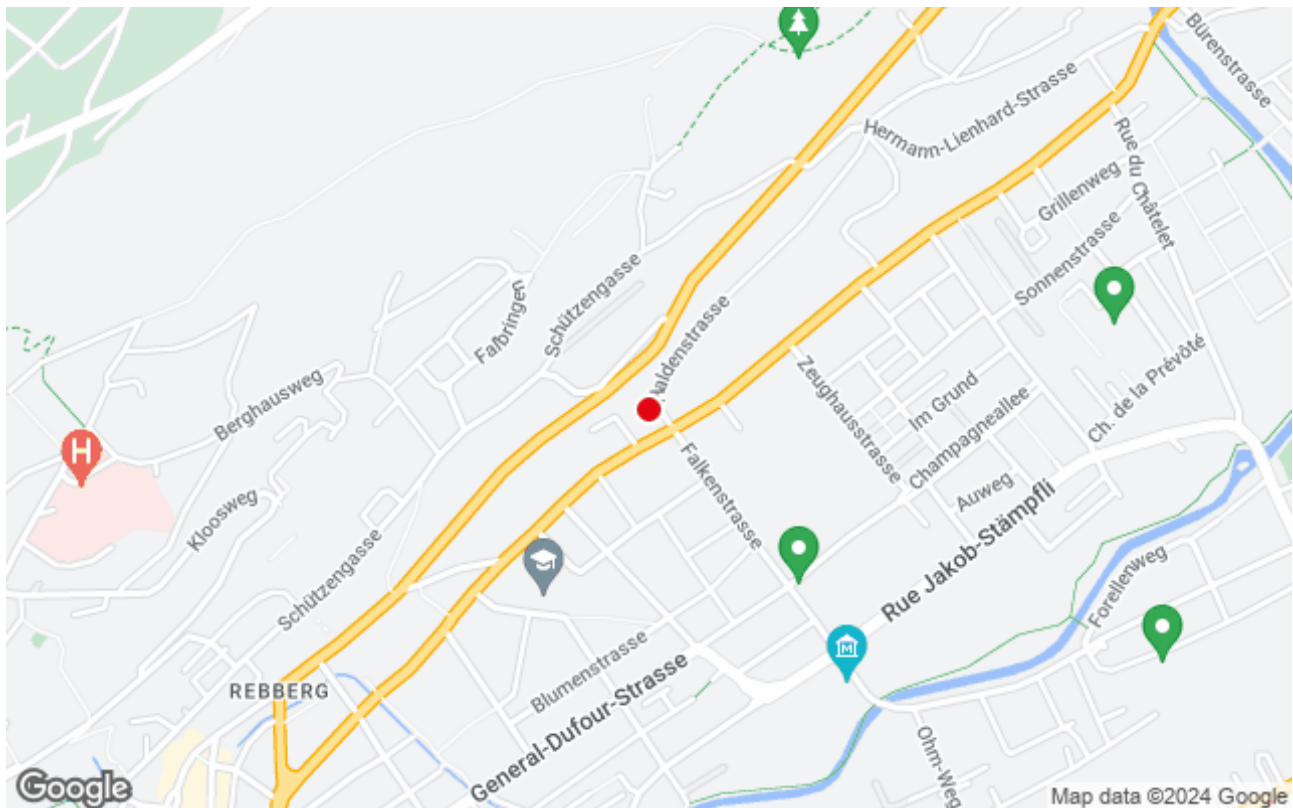 Bürenstrasse
Hermann-Lienhard-Strasse
Rue du Châtelet
Grillenweg
Sonnenstrasse
Schützengasse
Falbringen
Berghausweg
Zeughausstrasse
Im Grund
Ch. de la Prévôté
Champagneallee
H
Falkenstrasse
Auweg
Kloosweg
Rue Jakob-Stämpfli
Schützengasse
Forellenweg
M
Blumenstrasse
REBBERG
General-Dufour-Strasse
Ohm-Weg
Google
Map data ©2024 Google